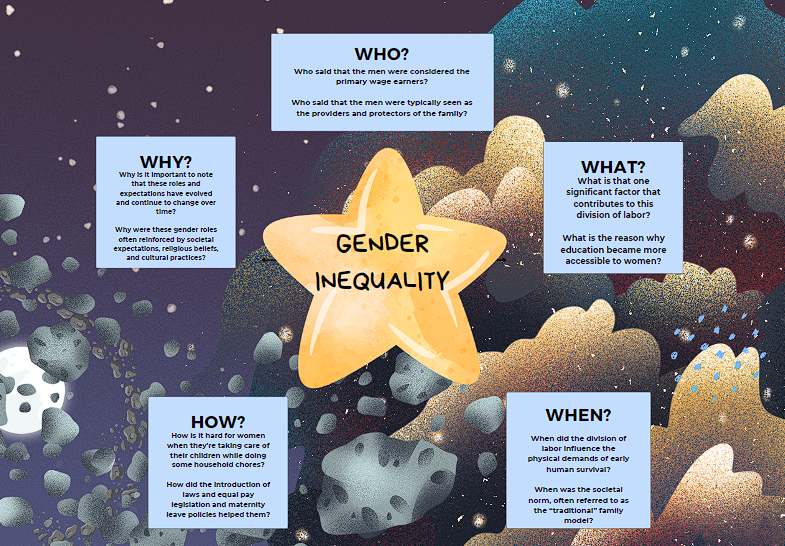 WHO?
Who said that the men were considered the
primary wage earners?
Who said that the men were typically seen as
the providers and protectors of the family?
WHY?
Why is it important to note
that these roles and
expectations have evolved
and continue to change over
time?
Why were these gender roles
often reinforced by societal
expectations, religious beliefs,
and cultural practices?
WHAT?
What is that one
significant factor that
contributes to this
division of labor?
What is the reason why
education became more
accessible to women?
GENDER
INEQUALITY
HOW?
How is it hard for women
when they're taking care of
their children while doing
some household chores?
How did the introduction of
laws and equal pay
legislation and maternity
leave policies helped them?
WHEN?
When did the division of
labor influence the
physical demands of early
human survival?
When was the societal
norm, often referred to as
the “traditional” family
model?